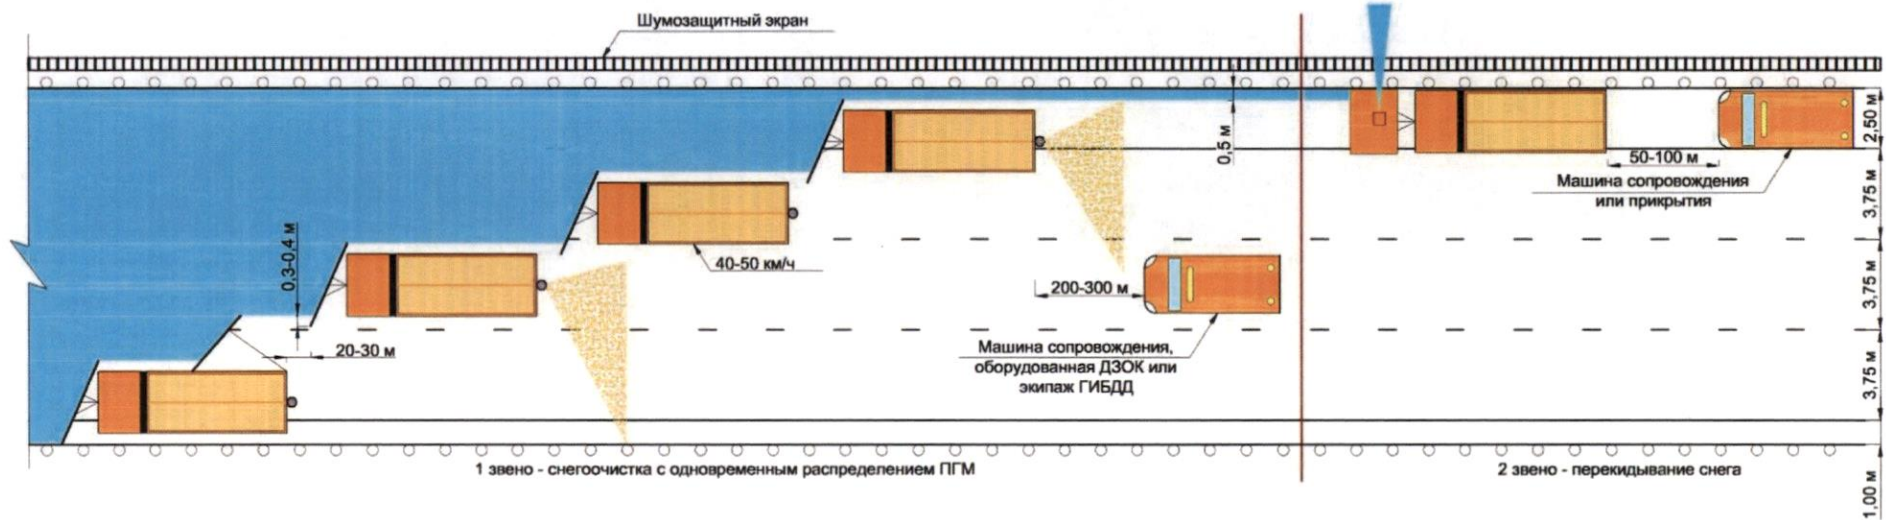 Шумозащитный экран
0,5 м
2,50 м
50-100 м
Машина сопровождения
или прикрытия
3,75 м
0,3-0,4 м
40-50 км/ч
200-300 м
3,75 м
20-30 м
Машина сопровождения,
оборудованная ДЗОК или
экипаж ГИБДД
3,75 м
1 звено - снегоочистка с одновременным распределением ПГМ
2 звено - перекидывание снега
1,00 м